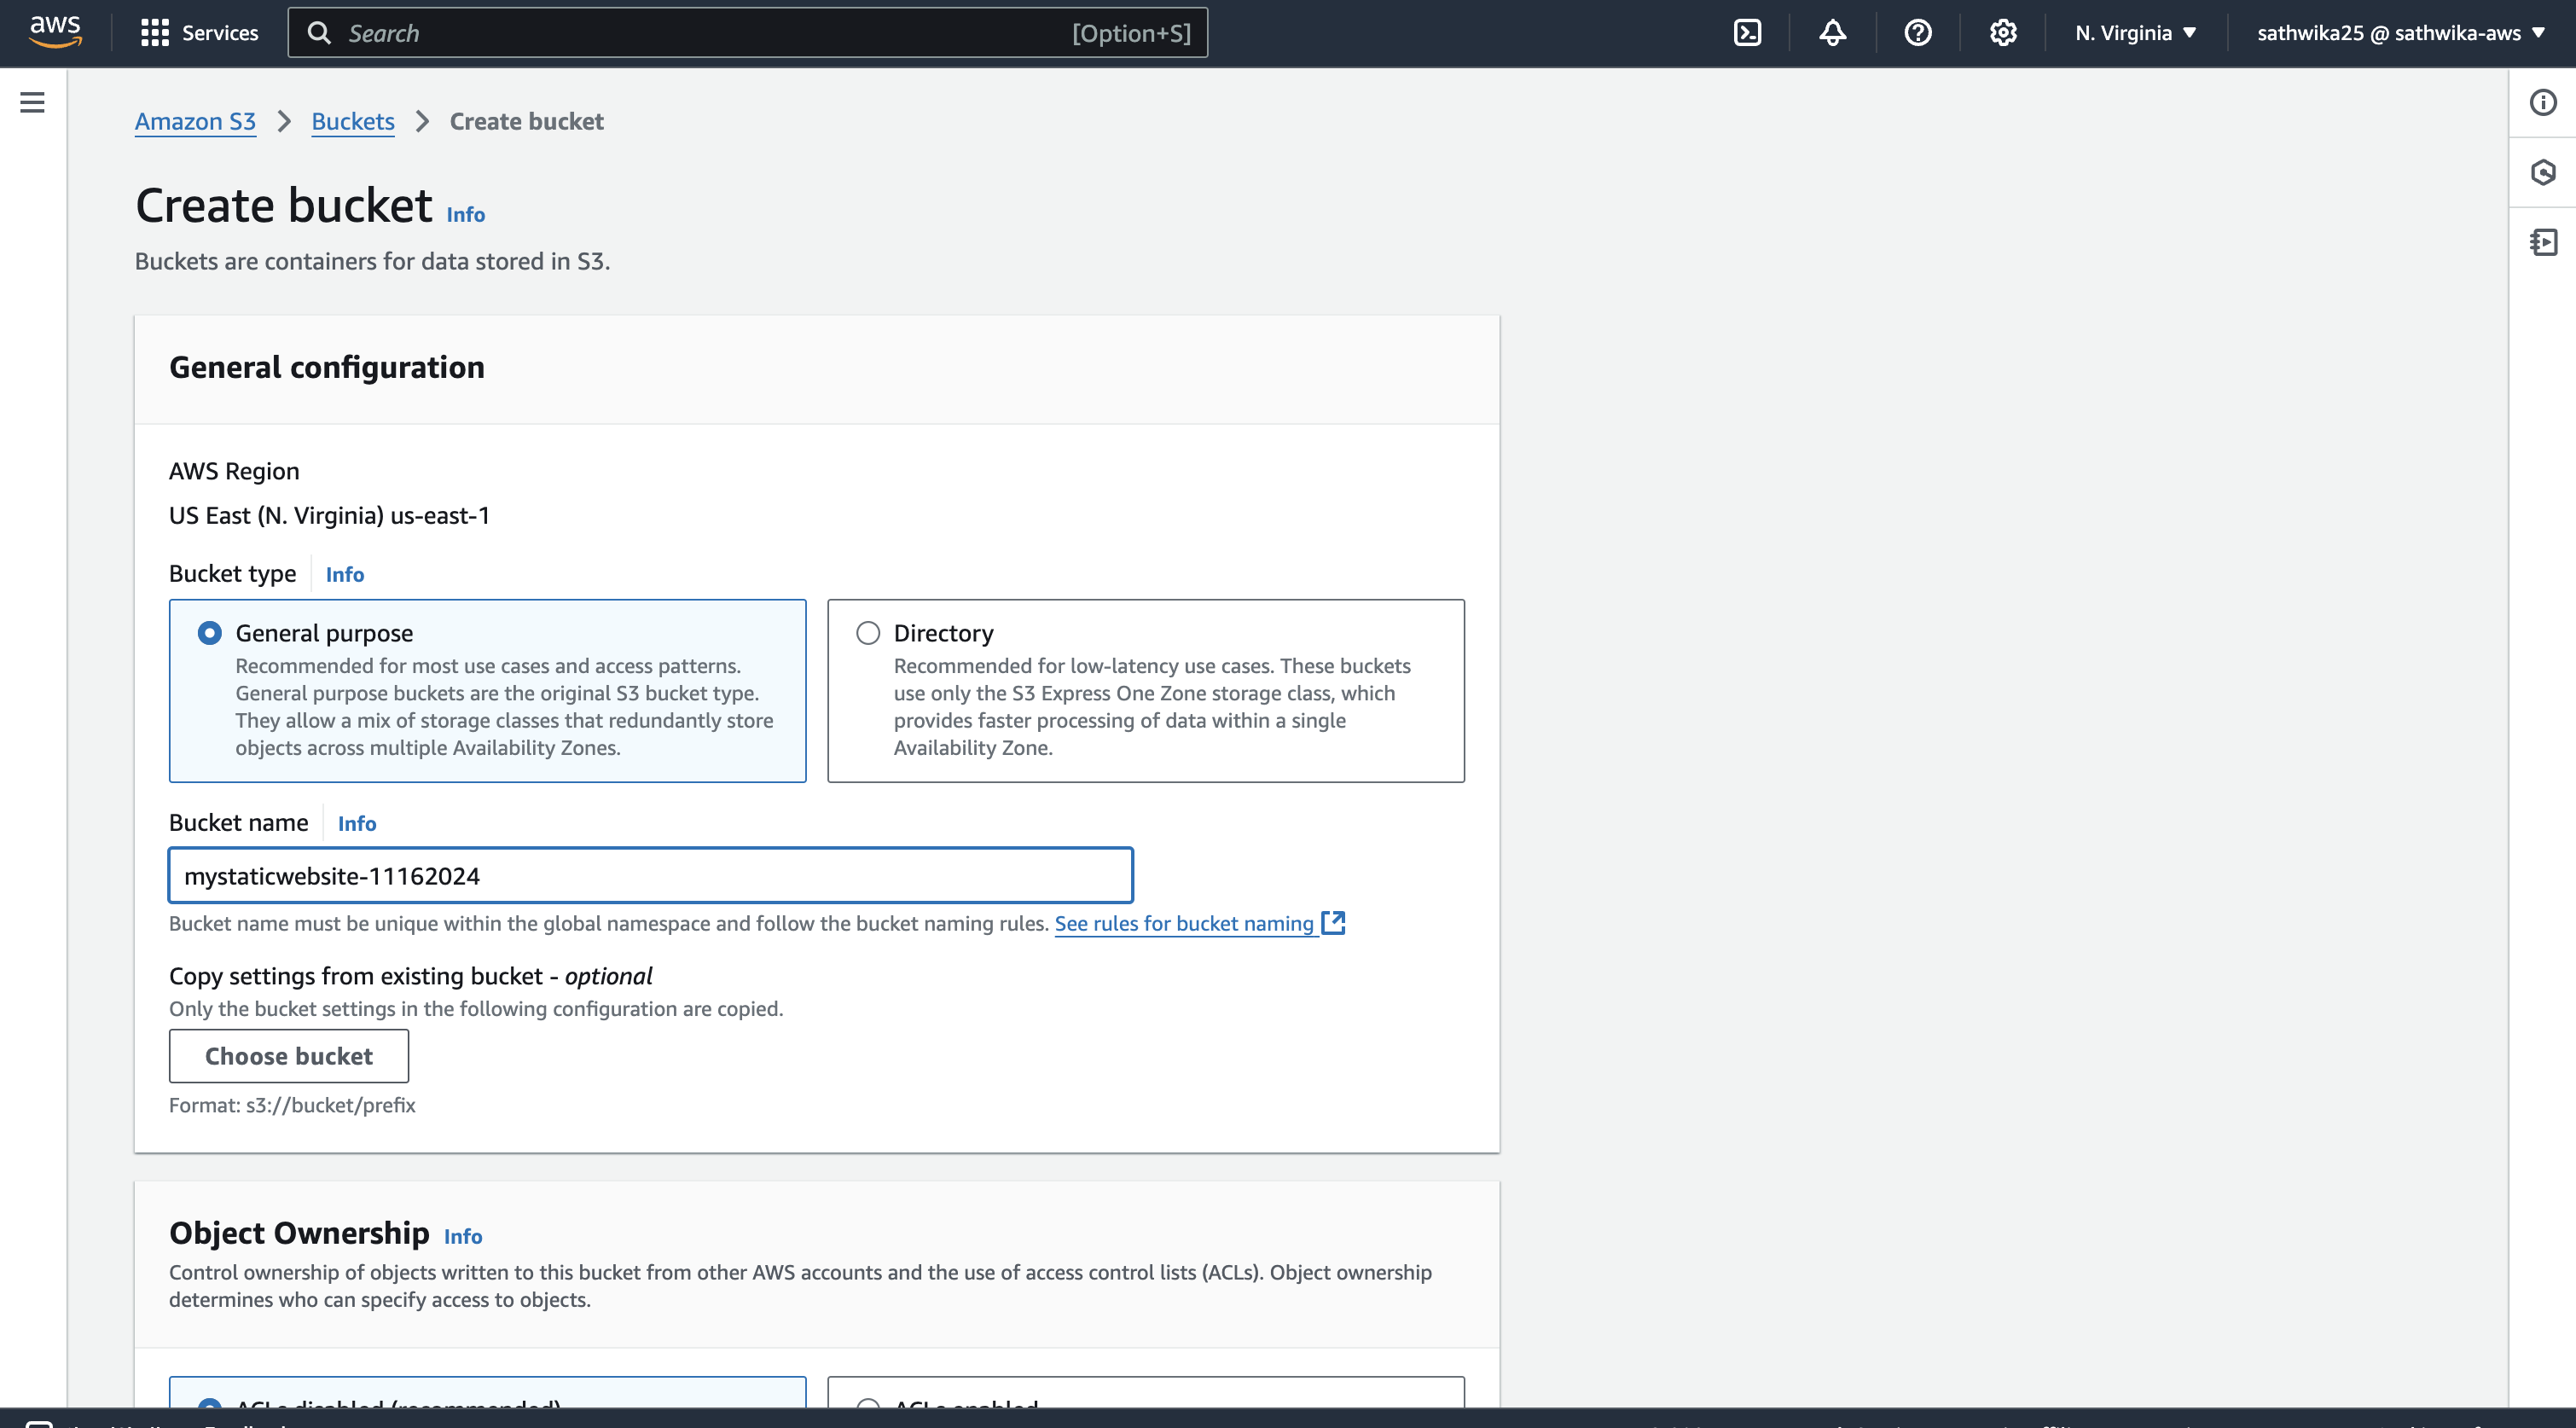 aws
Services
Search
[Option+S]
N. Virginia
sathwika25 @ sathwika-aws
Amazon S3
Buckets
Create bucket
Create bucket Info
Buckets are containers for data stored in S3.
General configuration
AWS Region
US East (N. Virginia) us-east-1
Bucket type
Info
General purpose
Recommended for most use cases and access patterns.
General purpose buckets are the original S3 bucket type.
They allow a mix of storage classes that redundantly store
objects across multiple Availability Zones.
Directory
Recommended for low-latency use cases. These buckets
use only the S3 Express One Zone storage class, which
provides faster processing of data within a single
Availability Zone.
Bucket name
Info
mystaticwebsite-11162024
Bucket name must be unique within the global namespace and follow the bucket naming rules. See rules for bucket naming
Copy settings from existing bucket - optional
Only the bucket settings in the following configuration are copied.
Choose bucket
Format: s3://bucket/prefix
Object Ownership Info
Control ownership of objects written to this bucket from other AWS accounts and the use of access control lists (ACLs). Object ownership
determines who can specify access to objects.
ACLs disabled (recommended)
ACLs enabled